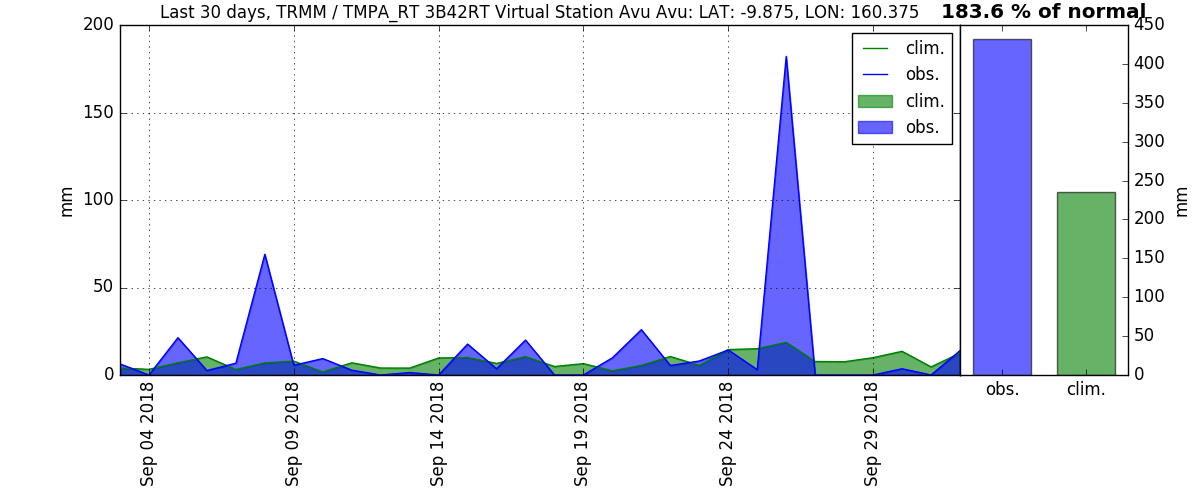 Last 30 days, TRMM / TMPA_RT 3B42RT Virtual Station Avu Avu: LAT: -9.875, LON: 160.375
183.6 % of normal
200
150
100
50
0
mm
clim.
obs.
clim.
obs.
Sep 04 2018
Sep 09 2018
Sep 14 2018
Sep 19 2018
Sep 24 2018
Sep 29 2018
450
400
350
300
250
200
150
100
50
0
mm
obs.
clim.